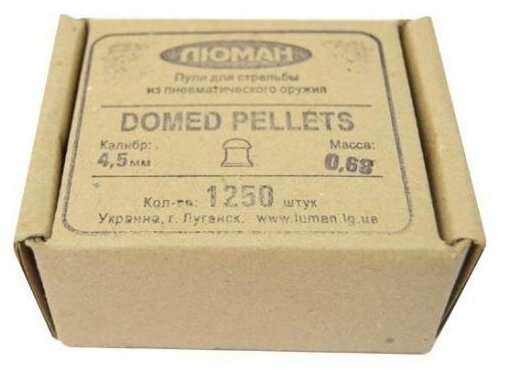 ЛЮМАН
Пули для стрельбы
из пневматического оружия
DOMED PELLETS
Калибр: Масса:
4,5мм 0,68
Кол-во: 1250 штук
Украина, г. Луганск. www.luman.lg.ua